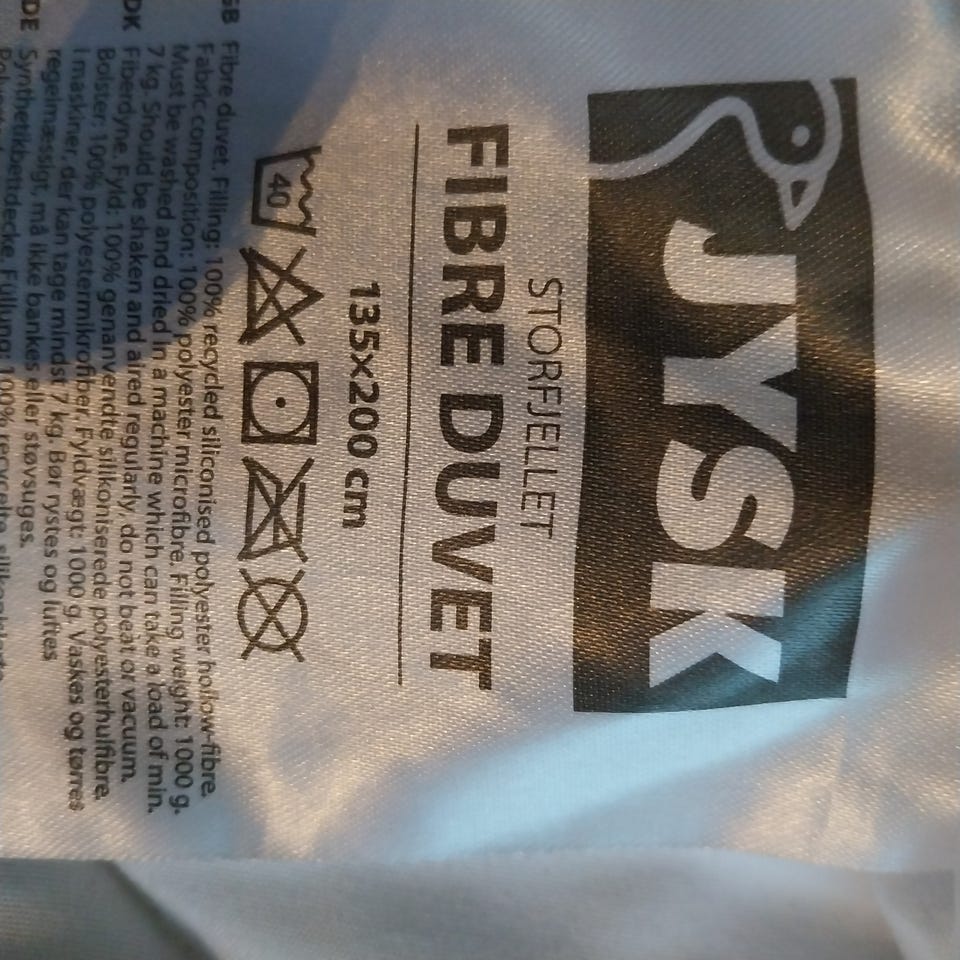 JYSK
STORFJELLET
FIBRE DUVET
135x200 cm
40
GB Fibre duvet. Filling: 100% recycled siliconised polyester hollow-fibre.
Fabric composition: 100% polyester microfibre. Filling weight: 1000 g.
Must be washed and dried in a machine which can take a load of min.
7 kg. Should be shaken and aired regularly, do not beat or vacuum.
DK Fiberdyne. Fyld: 100% genanvendte silikoniserede polyesterhulfibre.
Bolster: 100% polyestermikrofiber. Fyldvægt: 1000 g. Vaskes og tørres
i maskiner, der kan tage mindst 7 kg. Bør ryses og luftes
regelmæssigt, må ikke bankes eller støvsuges.
DE Synthetikbettdecke. Füllung: 100% recycelte